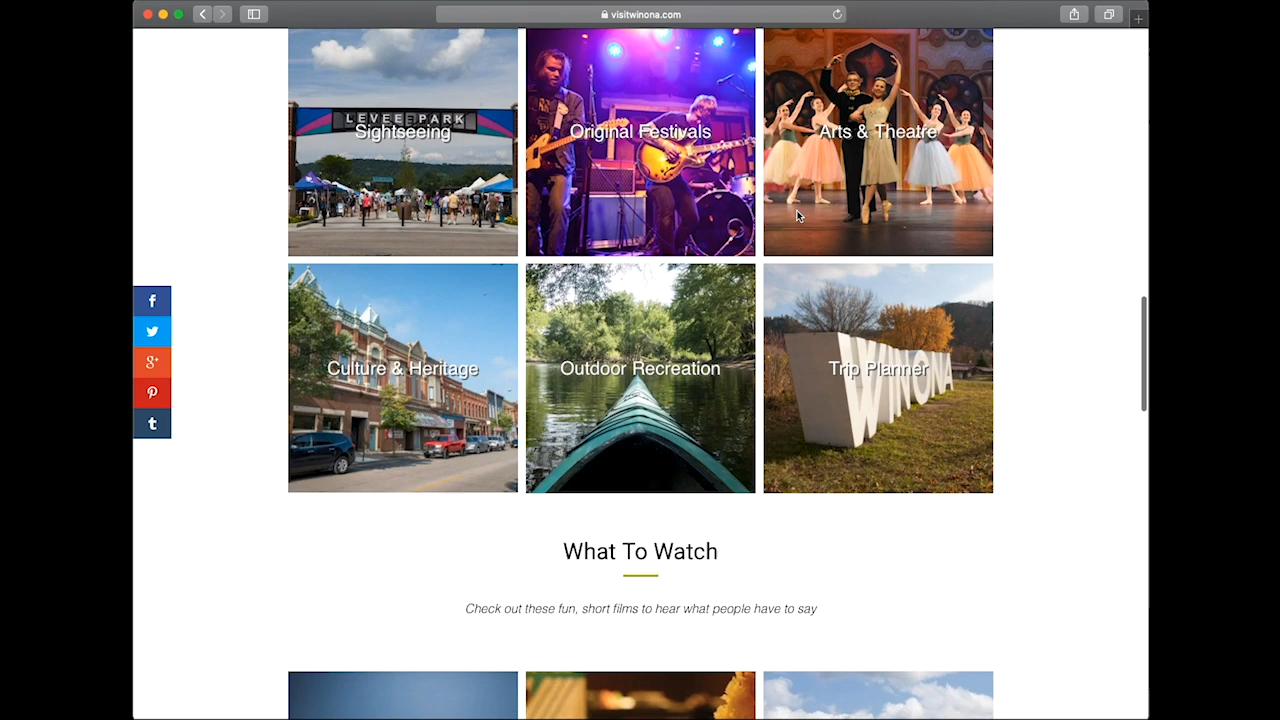 visitwinona.com
LEVEE PARK
Sightseeing
Original Festivals
Arts & Theatre
Culture & Heritage
Outdoor Recreation
WINONA
Trip Planner
What To Watch
Check out these fun, short films to hear what people have to say